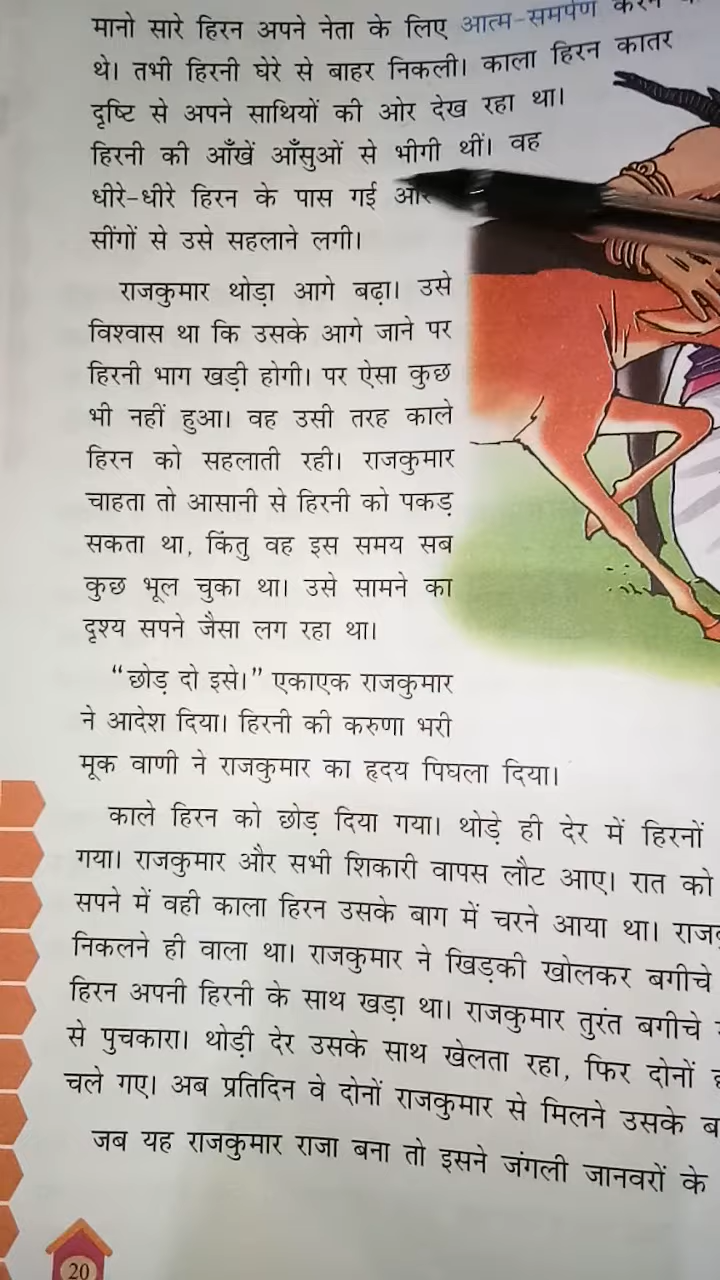 मानो सारे हिरन अपने नेता के लिए आत्म-समर्पण करने
थे। तभी हिरनी घेरे से बाहर निकली। काला हिरन कातर
दृष्टि से अपने साथियों की ओर देख रहा था।
हिरनी की आँखें आँसुओं से भीगी थीं। वह
धीरे-धीरे हिरन के पास गई और
सींगों से उसे सहलाने लगी।
राजकुमार थोड़ा आगे बढ़ा। उसे
विश्वास था कि उसके आगे जाने पर
हिरनी भाग खड़ी होगी। पर ऐसा कुछ
भी नहीं हुआ। वह उसी तरह काले
हिरन को सहलाती रही। राजकुमार
चाहता तो आसानी से हिरनी को पकड़
सकता था, किंतु वह इस समय सब
कुछ भूल चुका था। उसे सामने का
दृश्य सपने जैसा लग रहा था।
“छोड़ दो इसे।” एकाएक राजकुमार
ने आदेश दिया। हिरनी की करुणा भरी
मूक वाणी ने राजकुमार का हृदय पिघला दिया।
काले हिरन को छोड़ दिया गया। थोड़े ही देर में हिरनों
गया। राजकुमार और सभी शिकारी वापस लौट आए। रात को
सपने में वही काला हिरन उसके बाग में चरने आया था।
निकलने ही वाला था। राजकुमार ने खिड़की खोलकर बगीचे
हिरन अपनी हिरनी के साथ खड़ा था। राजकुमार तुरंत बगीचे
से पुचकारा। थोड़ी देर उसके साथ खेलता रहा, फिर दोनों
चले गए। अब प्रतिदिन वे दोनों राजकुमार से मिलने उसके
जब यह राजकुमार राजा बना तो इसने जंगली जानवरों के
20